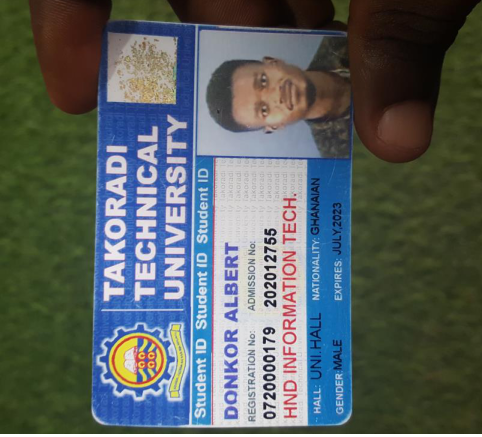 TAKORADI
TECHNICAL
UNIVERSITY
Student ID Student ID Student ID
DONKOR ALBERT
REGISTRATION No: ADMISSION No:
0720000179 202012755
HND INFORMATION TECH.
HALL: UNI.HALL NATIONALITY: GHANAIAN
GENDER: MALE EXPIRES: JULY,2023